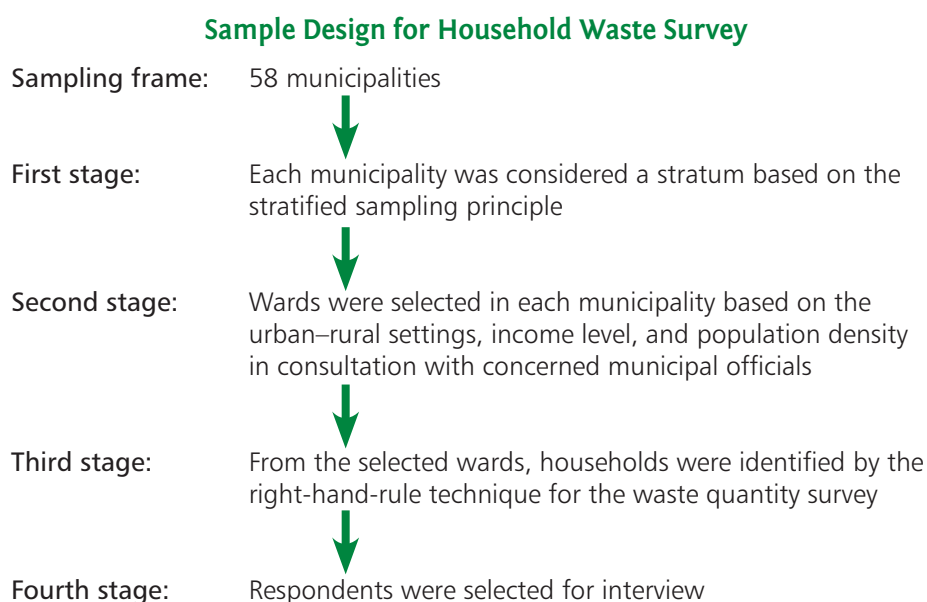 Sample Design for Household Waste Survey
Sampling frame: 58 municipalities
First stage: Each municipality was considered a stratum based on the
stratified sampling principle
Second stage: Wards were selected in each municipality based on the
urban–rural settings, income level, and population density
in consultation with concerned municipal officials
Third stage: From the selected wards, households were identified by the
right-hand-rule technique for the waste quantity survey
Fourth stage: Respondents were selected for interview